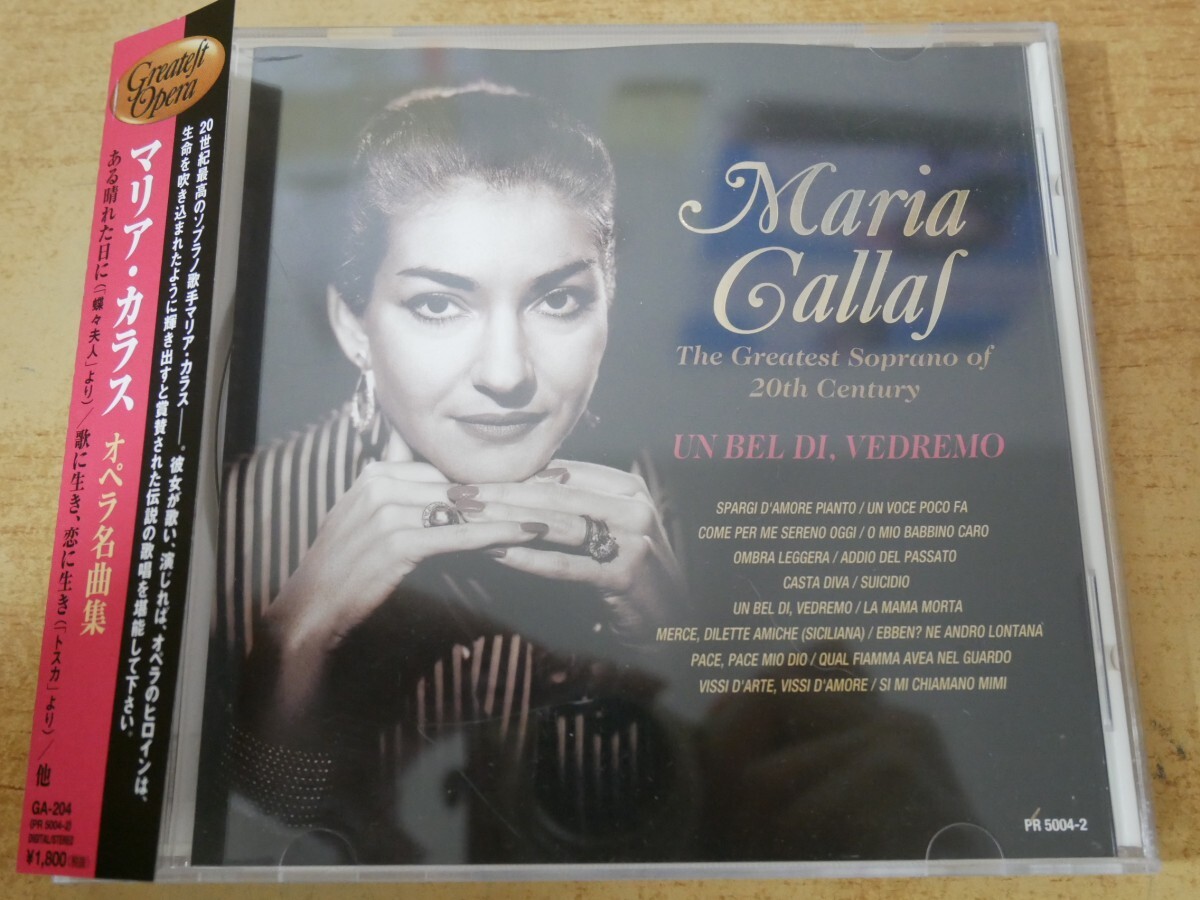 Greatest
Opera
マリア・カラス オペラ名曲集
ある晴れた日に(「蝶々夫人」より)/歌に生き、恋に生き(「トスカ」より)/他
20世紀最高のソプラノ歌手マリア・カラス――。彼女が歌い、演じれば、オペラのヒロインは、
生命を吹き込まれたように輝き出すと賞賛された伝説の歌唱を堪能して下さい。
GA-204
(PR 5004-2)
DIGITAL/STEREO
¥1,800
Maria
Callas
The Greatest Soprano of
20th Century
UN BEL DI, VEDREMO
SPARGI D'AMORE PIANTO / UN VOCE POCO FA
COME PER ME SERENO OGGI / O MIO BABBINO CARO
OMBRA LEGGERA / ADDIO DEL PASSATO
CASTA DIVA / SUICIDIO
UN BEL DI, VEDREMO / LA MAMA MORTA
MERCE, DILETTE AMICHE (SICILIANA) / EBBEN? NE ANDRO LONTANA
PACE, PACE MIO DIO / QUAL FIAMMA AVEA NEL GUARDO
VISSI D'ARTE, VISSI D'AMORE / SI MI CHIAMANO MIMI
PR 5004-2